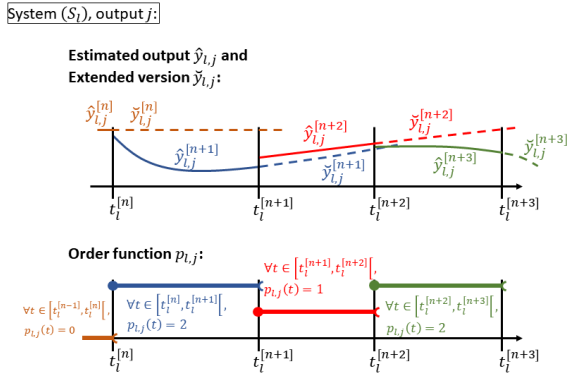 System (S_l), output j:
Estimated output ŷ_{l,j} and
Extended version y̌_{l,j}:
ŷ_{l,j}^{[n]} y̌_{l,j}^{[n]} ŷ_{l,j}^{[n+2]} y̌_{l,j}^{[n+2]}
ŷ_{l,j}^{[n+1]} y̌_{l,j}^{[n+1]} ŷ_{l,j}^{[n+3]} y̌_{l,j}^{[n+3]}
t_l^{[n]} t_l^{[n+1]} t_l^{[n+2]} t_l^{[n+3]}
Order function p_{l,j}:
∀t ∈ [t_l^{[n-1]}, t_l^{[n]}[,
p_{l,j}(t) = 0
∀t ∈ [t_l^{[n]}, t_l^{[n+1]}[,
p_{l,j}(t) = 2
∀t ∈ [t_l^{[n+1]}, t_l^{[n+2]}[,
p_{l,j}(t) = 1
∀t ∈ [t_l^{[n+2]}, t_l^{[n+3]}[,
p_{l,j}(t) = 2
t_l^{[n]} t_l^{[n+1]} t_l^{[n+2]} t_l^{[n+3]}